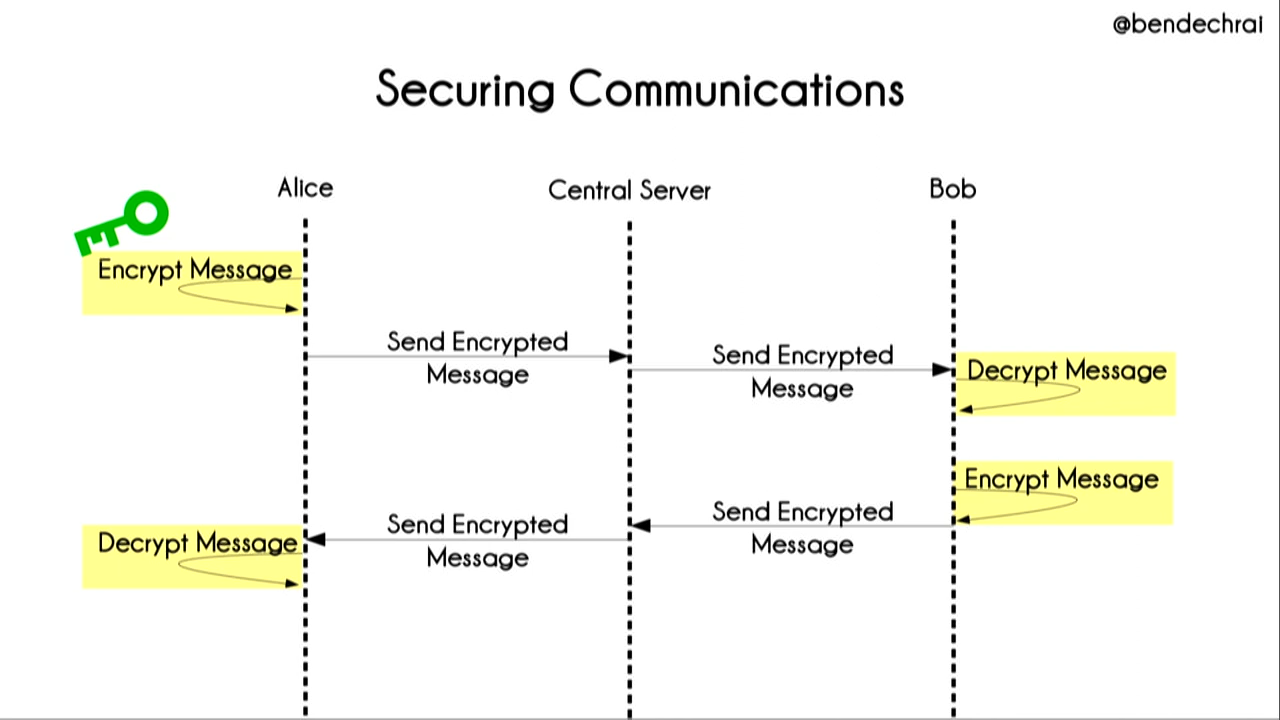 @bendechrai
Securing Communications
Alice
Central Server
Bob
Encrypt Message
Send Encrypted
Message
Send Encrypted
Message
Decrypt Message
Encrypt Message
Send Encrypted
Message
Send Encrypted
Message
Decrypt Message